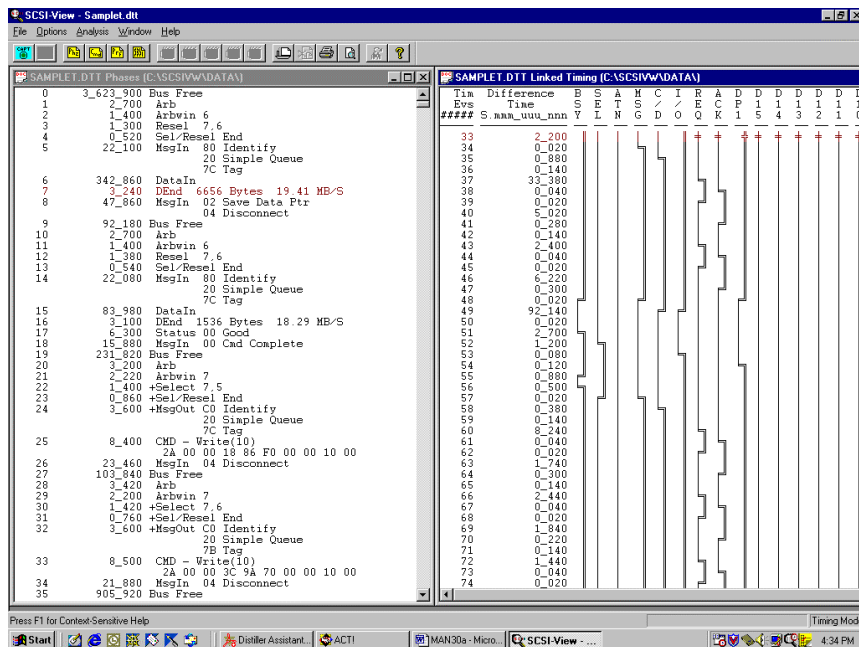 SCSI-View - Samplet.dtt
File Options Analysis Window Help
SAMPLET.DTT Phases (C:\SCSIVW\DATA\)
0 3_623_900 Bus Free
1 2_700 Arb
2 1_400 Arbwin 6
3 1_300 Resel 7,6
4 0_520 Sel/Resel End
5 22_100 MsgIn 80 Identify
20 Simple Queue
7C Tag
6 342_860 DataIn
7 3_240 DEnd 6656 Bytes 19.41 MB/S
8 47_860 MsgIn 02 Save Data Ptr
04 Disconnect
9 92_180 Bus Free
10 2_700 Arb
11 1_400 Arbwin 6
12 1_380 Resel 7,6
13 0_540 Sel/Resel End
14 22_080 MsgIn 80 Identify
20 Simple Queue
7C Tag
15 83_980 DataIn
16 3_100 DEnd 1536 Bytes 18.29 MB/S
17 6_300 Status 00 Good
18 15_880 MsgIn 00 Cmd Complete
19 231_820 Bus Free
20 3_200 Arb
21 2_220 Arbwin 7
22 1_400 +Select 7,5
23 0_860 +Sel/Resel End
24 3_600 +MsgOut C0 Identify
20 Simple Queue
7C Tag
25 8_400 CMD - Write(10)
2A 00 00 18 86 F0 00 00 10 00
26 23_460 MsgIn 04 Disconnect
27 103_840 Bus Free
28 3_420 Arb
29 2_200 Arbwin 7
30 1_420 +Select 7,6
31 0_760 +Sel/Resel End
32 3_600 +MsgOut C0 Identify
20 Simple Queue
7B Tag
33 8_500 CMD - Write(10)
2A 00 00 3C 9A 70 00 00 10 00
34 21_880 MsgIn 04 Disconnect
35 905_920 Bus Free
SAMPLET.DTT Linked Timing (C:\SCSIVW\DATA\)
Tim Difference B S A M C I R A D D D D D D D
Evs Time S E T S / / E C P 1 1 1 1 1 1
##### S.mmm_uuu_nnn Y L N G D O Q K 1 5 4 3 2 1 0
33 2_200
34 0_020
35 0_880
36 0_140
37 33_380
38 0_040
39 0_020
40 5_020
41 0_280
42 0_140
43 2_400
44 0_040
45 0_020
46 6_220
47 0_300
48 0_020
49 92_140
50 0_020
51 2_700
52 1_200
53 0_080
54 0_120
55 0_880
56 0_500
57 0_020
58 0_380
59 0_140
60 8_240
61 0_040
62 0_020
63 1_740
64 0_300
65 0_140
66 2_440
67 0_040
68 0_020
69 1_840
70 0_220
71 0_140
72 1_440
73 0_040
74 0_020
Press F1 for Context-Sensitive Help
Timing Mod
Start
Distiller Assistant...
ACT!
MAN30a - Micro...
SCSI-View - ...
4:34 PM